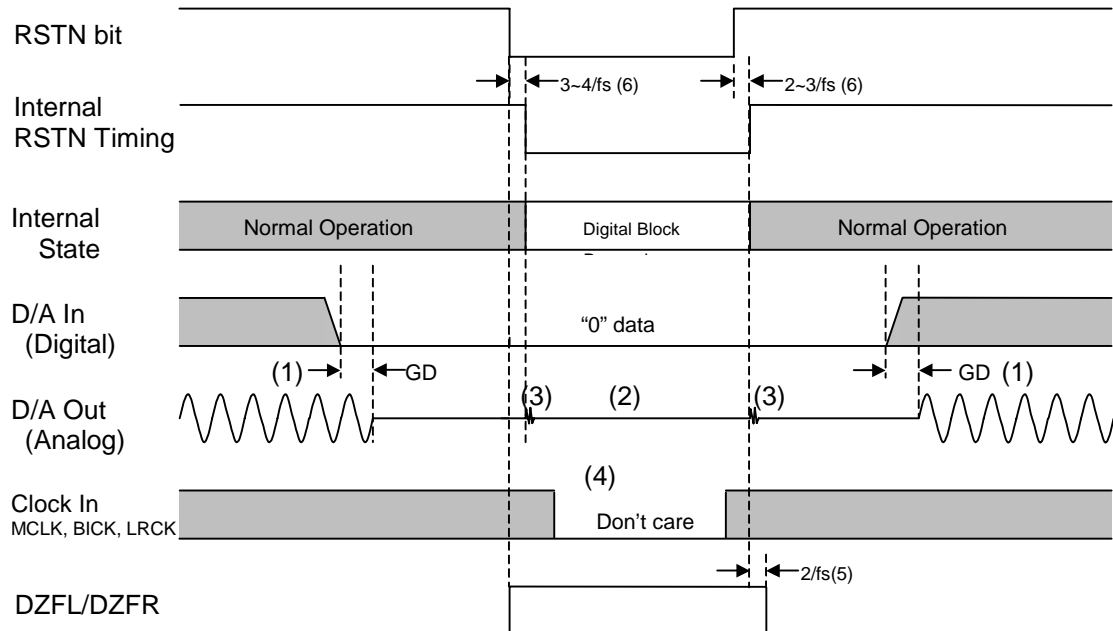 RSTN bit
3~4/fs (6)
2~3/fs (6)
Internal
RSTN Timing
Internal
State
Normal Operation
Digital Block
Normal Operation
D/A In
(Digital)
“0” data
(1)
GD
GD
(1)
D/A Out
(Analog)
(3)
(2)
(3)
(4)
Clock In
MCLK, BICK, LRCK
Don’t care
2/fs(5)
DZFL/DZFR